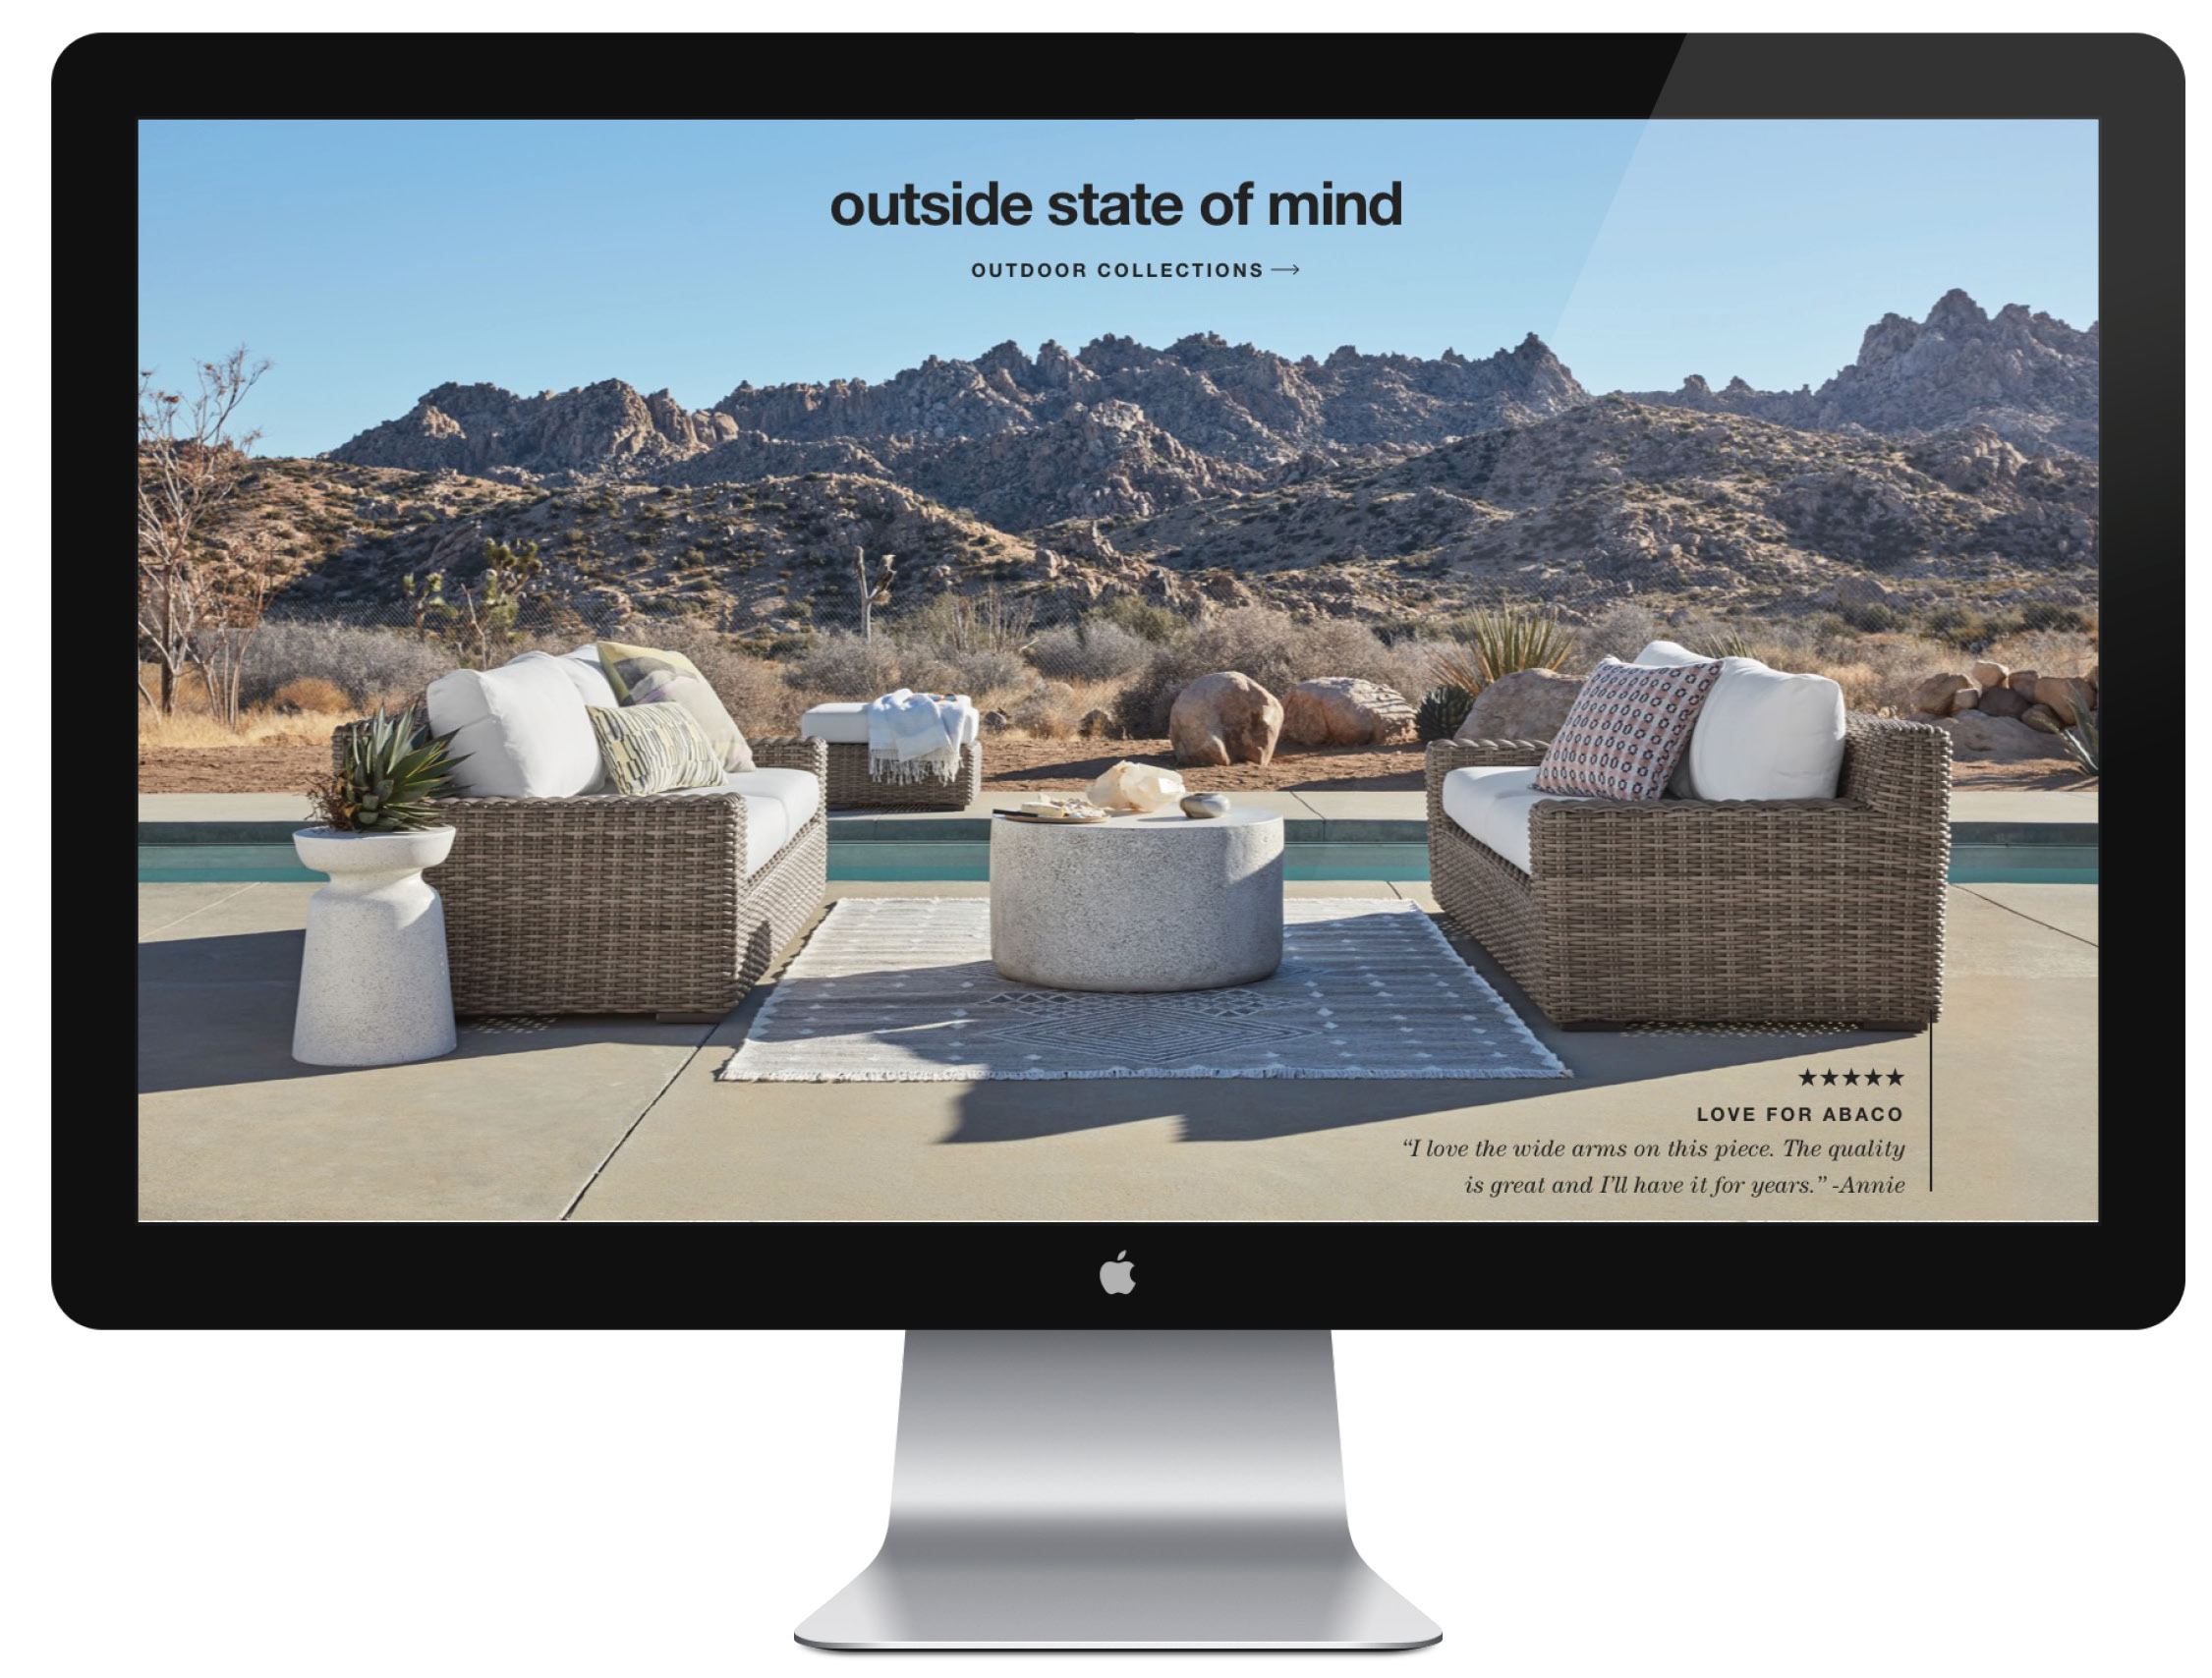 outside state of mind
OUTDOOR COLLECTIONS →
★★★★★
LOVE FOR ABACO
“I love the wide arms on this piece. The quality
is great and I’ll have it for years.” -Annie